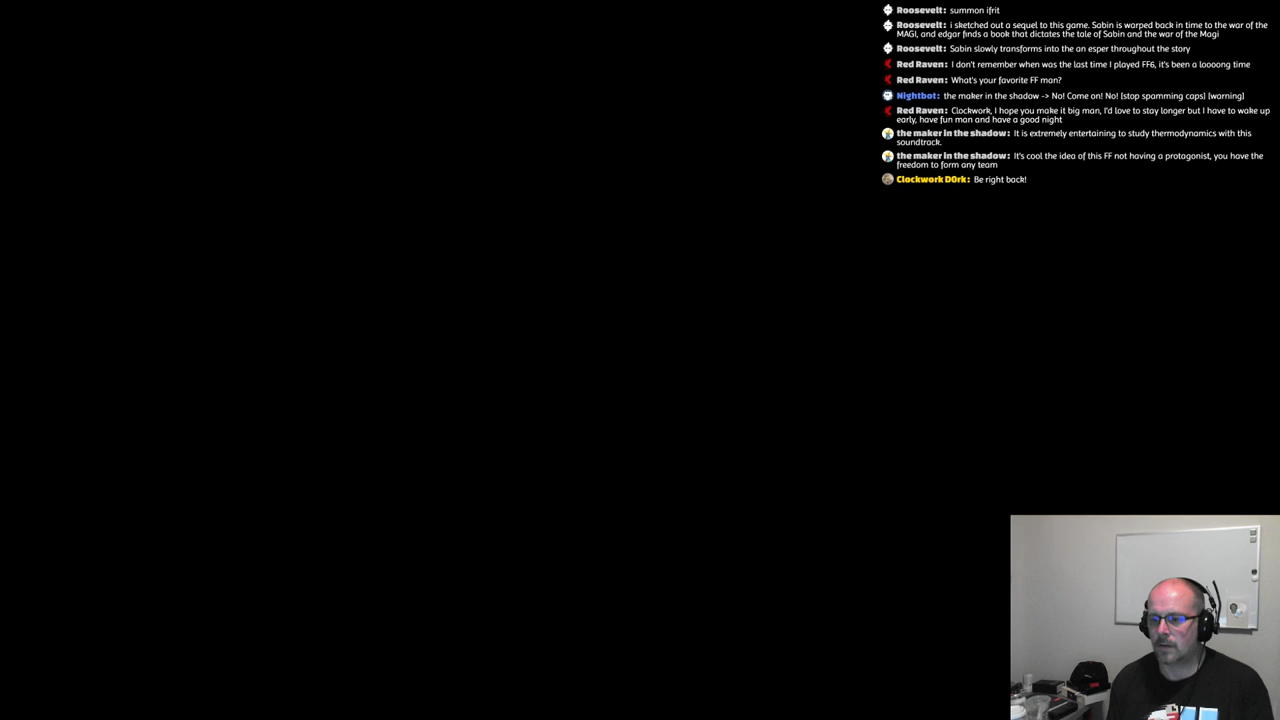 Roosevelt: summon ifrit
Roosevelt: i sketched out a sequel to this game. Sabin is warped back in time to the war of the
MAGI, and edgar finds a book that dictates the tale of Sabin and the war of the Magi
Roosevelt: Sabin slowly transforms into the an esper throughout the story
Red Raven: I don't remember when was the last time I played FF6, it's been a loooong time
Red Raven: What's your favorite FF man?
Nightbot: the maker in the shadow -> No! Come on! No! [stop spamming caps] [warning]
Red Raven: Clockwork, I hope you make it big man, I'd love to stay longer but I have to wake up
early, have fun man and have a good night
the maker in the shadow: It is extremely entertaining to study thermodynamics with this
soundtrack.
the maker in the shadow: It's cool the idea of this FF not having a protagonist, you have the
freedom to form any team
Clockwork D0rk: Be right back!